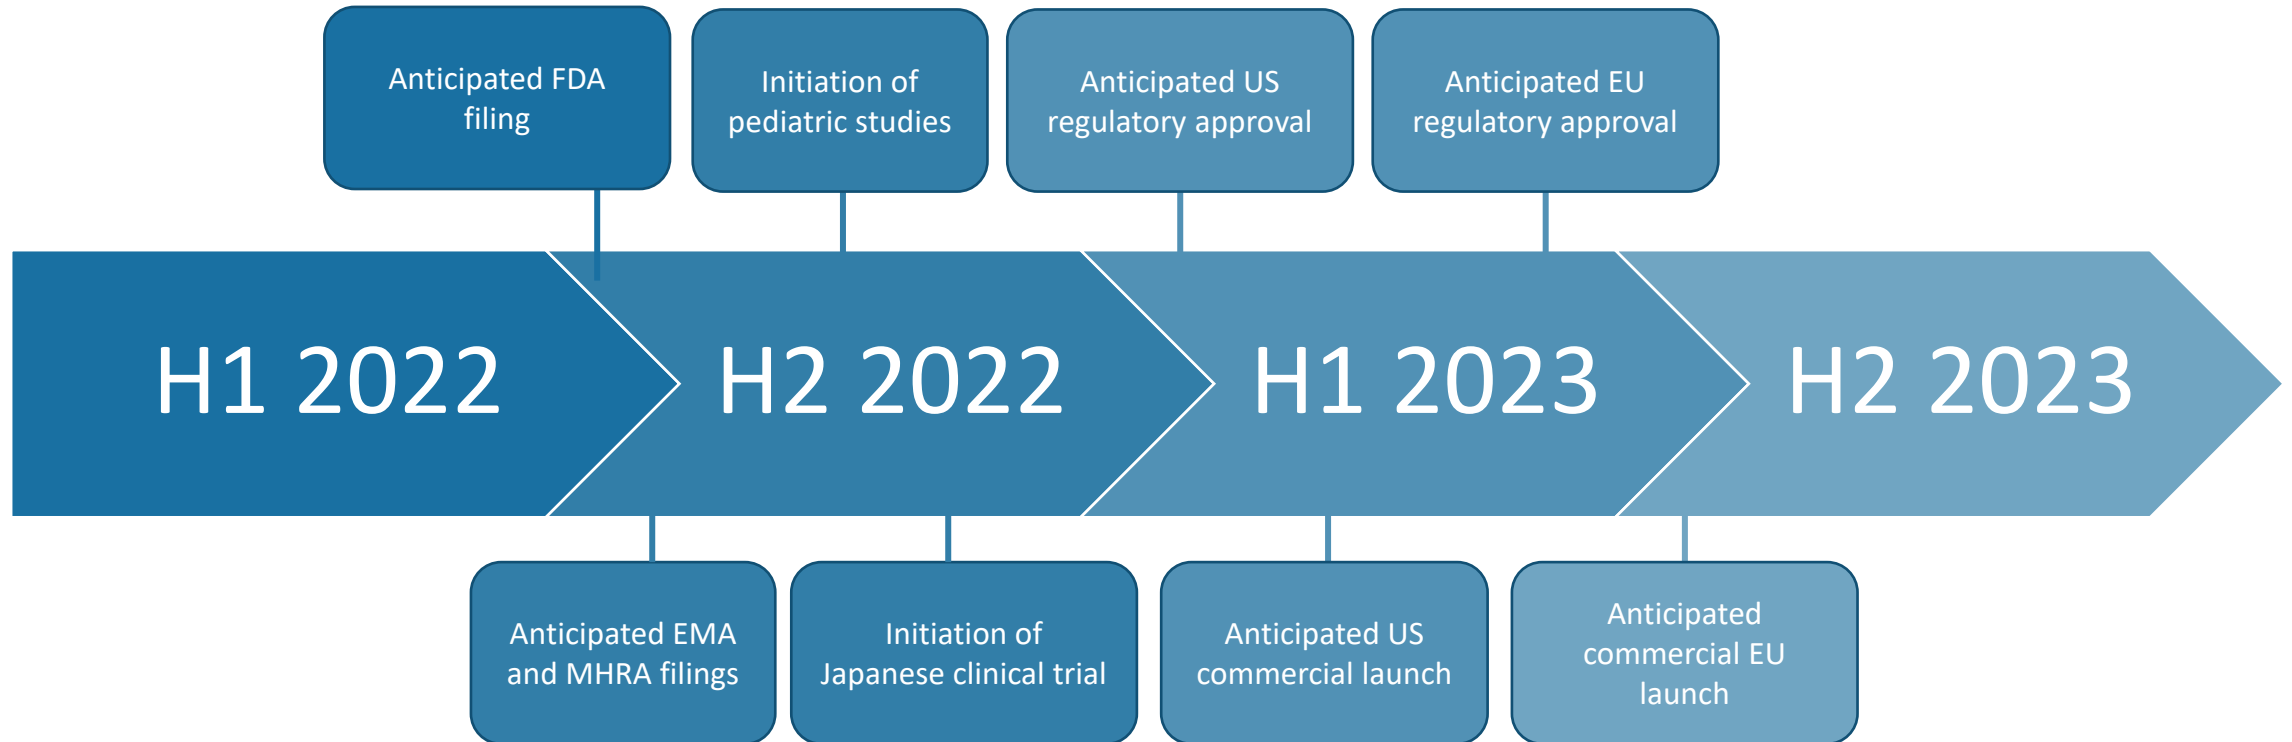 Anticipated FDA
filing
Initiation of
pediatric studies
Anticipated US
regulatory approval
Anticipated EU
regulatory approval
H1 2022
H2 2022
H1 2023
H2 2023
Anticipated EMA
and MHRA filings
Initiation of
Japanese clinical trial
Anticipated US
commercial launch
Anticipated
commercial EU
launch